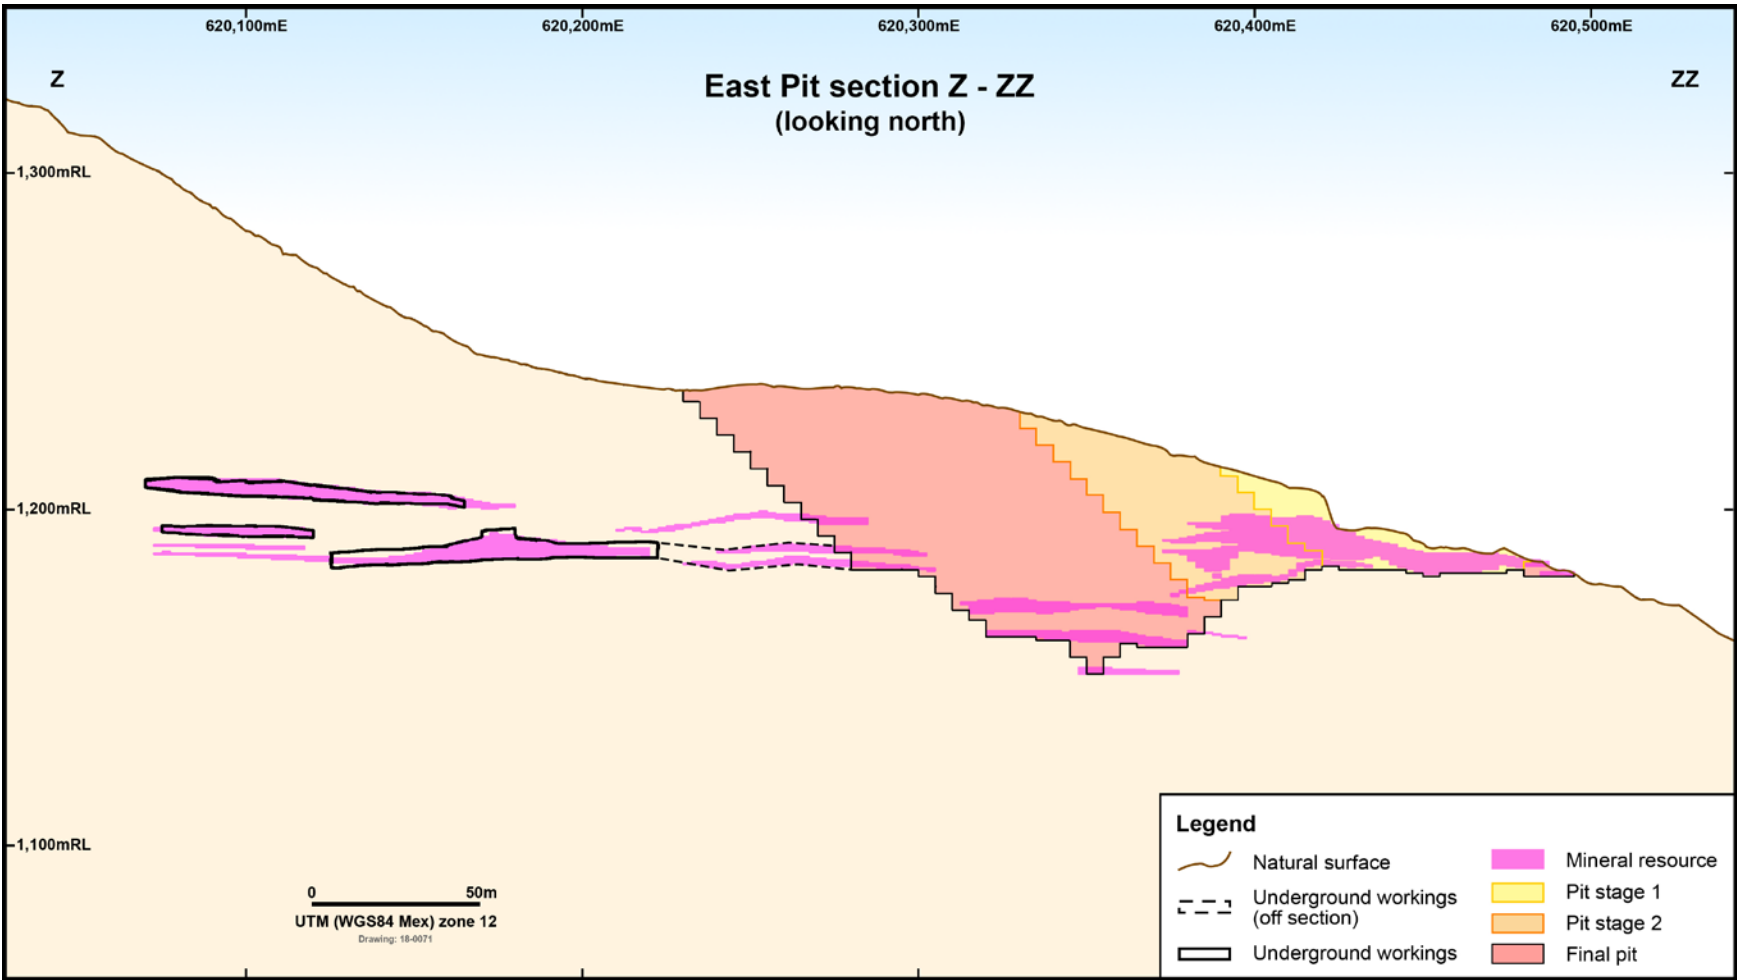 620,100mE 620,200mE 620,300mE 620,400mE 620,500mE
Z ZZ
East Pit section Z - ZZ
(looking north)
1,300mRL
1,200mRL
1,100mRL
0 50m
UTM (WGS84 Mex) zone 12
Drawing: 18-0071
Legend
Natural surface
Underground workings
(off section)
Underground workings
Mineral resource
Pit stage 1
Pit stage 2
Final pit